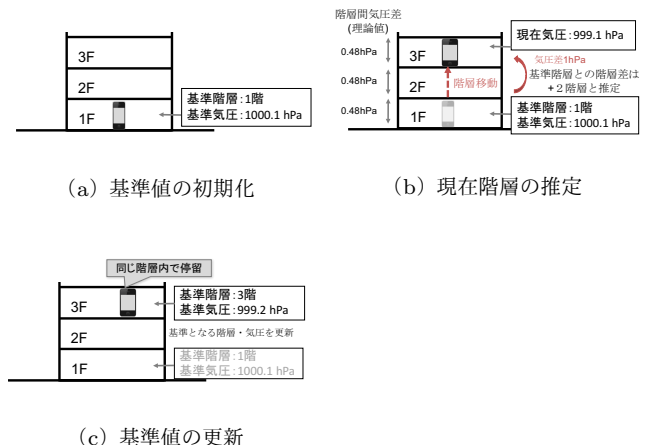 3F
2F
1F
基準階層:1階
基準気圧:1000.1 hPa
(a)基準値の初期化
階層間気圧差
(理論値)
0.48hPa
0.48hPa
0.48hPa
3F
2F
1F
階層移動
現在気圧:999.1 hPa
気圧差1hPa
基準階層との階層差は
+2階層と推定
基準階層:1階
基準気圧:1000.1 hPa
(b)現在階層の推定
同じ階層内で停留
3F
2F
1F
基準階層:3階
基準気圧:999.2 hPa
基準となる階層・気圧を更新
基準階層:1階
基準気圧:1000.1 hPa
(c)基準値の更新